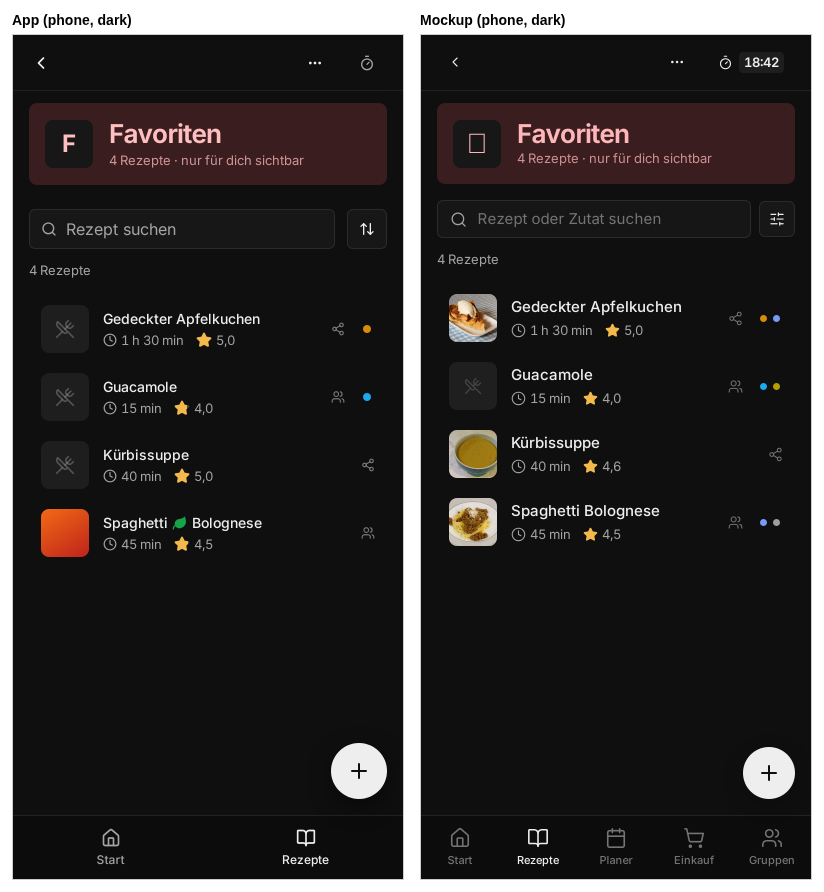 App (phone, dark)
F
Favoriten
4 Rezepte · nur für dich sichtbar
Rezept suchen
4 Rezepte
Gedeckter Apfelkuchen
1 h 30 min 5,0
Guacamole
15 min 4,0
Kürbissuppe
40 min 5,0
Spaghetti Bolognese
45 min 4,5
Start Rezepte
Mockup (phone, dark)
18:42
Favoriten
4 Rezepte · nur für dich sichtbar
Rezept oder Zutat suchen
4 Rezepte
Gedeckter Apfelkuchen
1 h 30 min 5,0
Guacamole
15 min 4,0
Kürbissuppe
40 min 4,6
Spaghetti Bolognese
45 min 4,5
Start Rezepte Planer Einkauf Gruppen